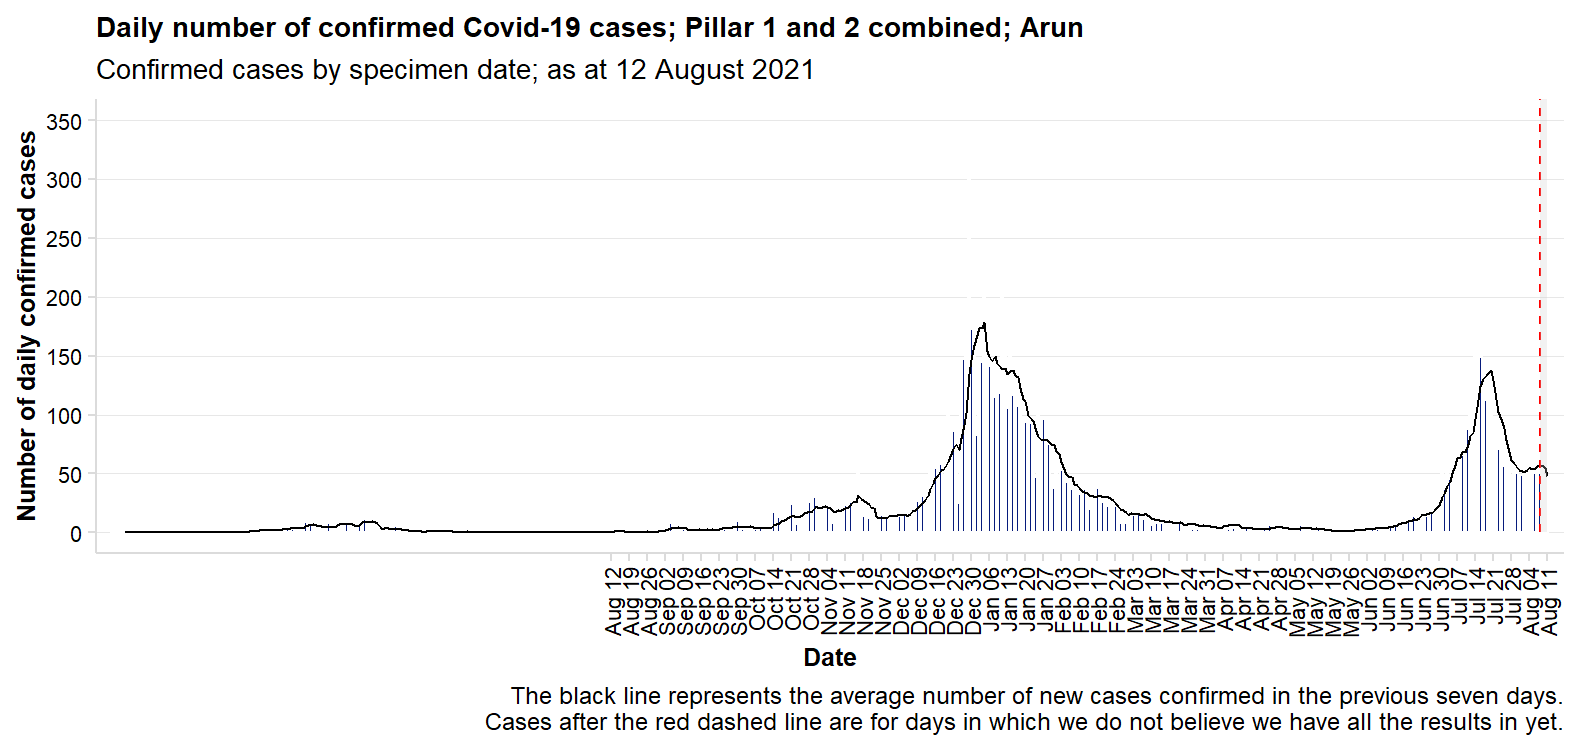 Daily number of confirmed Covid-19 cases; Pillar 1 and 2 combined; Arun
Confirmed cases by specimen date; as at 12 August 2021
Number of daily confirmed cases
350
300
250
200
150
100
50
0
Aug 12
Aug 19
Aug 26
Sep 02
Sep 09
Sep 16
Sep 23
Sep 30
Oct 07
Oct 14
Oct 21
Oct 28
Nov 04
Nov 11
Nov 18
Nov 25
Dec 02
Dec 09
Dec 16
Dec 23
Dec 30
Jan 06
Jan 13
Jan 20
Jan 27
Feb 03
Feb 10
Feb 17
Feb 24
Mar 03
Mar 10
Mar 17
Mar 24
Mar 31
Apr 07
Apr 14
Apr 21
Apr 28
May 05
May 12
May 19
May 26
Jun 02
Jun 09
Jun 16
Jun 23
Jun 30
Jul 07
Jul 14
Jul 21
Jul 28
Aug 04
Aug 11
Date
The black line represents the average number of new cases confirmed in the previous seven days.
Cases after the red dashed line are for days in which we do not believe we have all the results in yet.